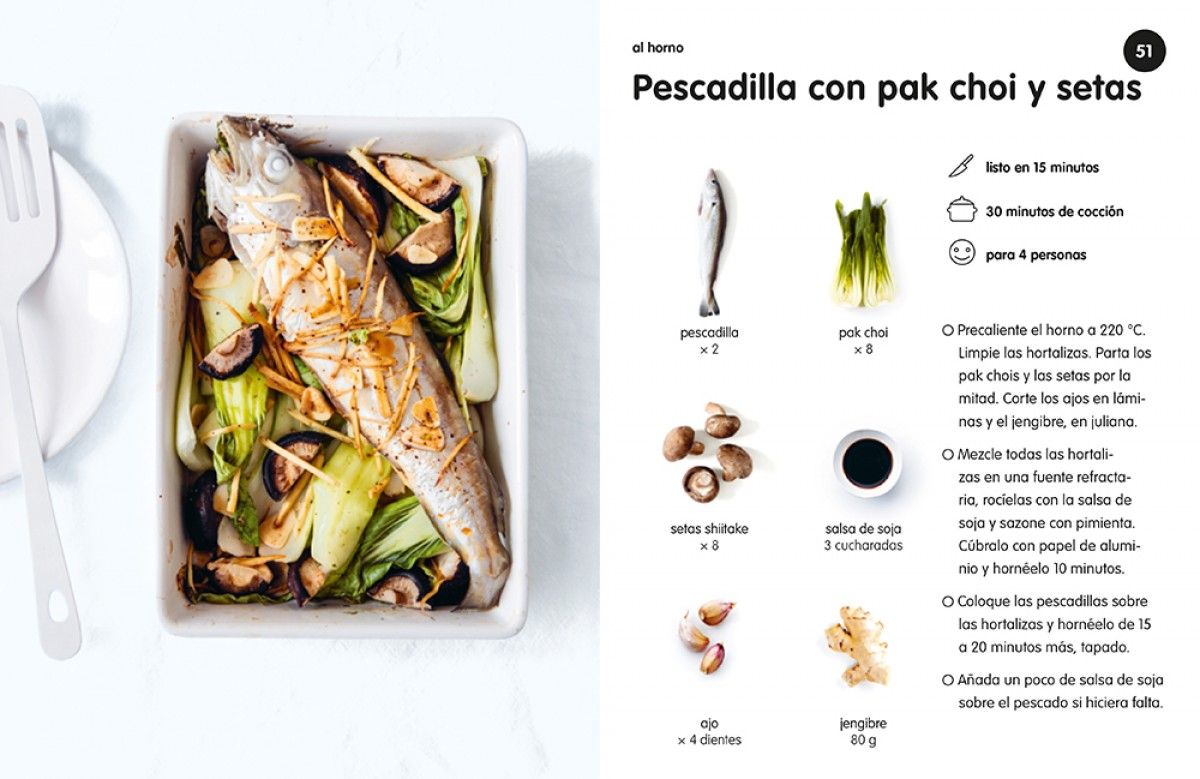 al horno
51
Pescadilla con pak choi y setas
listo en 15 minutos
30 minutos de cocción
para 4 personas
pescadilla
× 2
pak choi
× 8
setas shiitake
× 8
salsa de soja
3 cucharadas
ajo
× 4 dientes
jengibre
80 g
Precaliente el horno a 220 °C.
Limpie las hortalizas. Parta los
pak chois y las setas por la
mitad. Corte los ajos en lámi-
nas y el jengibre, en juliana.
Mezcle todas las hortali-
zas en una fuente refracta-
ria, rocíelas con la salsa de
soja y sazone con pimienta.
Cúbralo con papel de alumi-
nio y hornéelo 10 minutos.
Coloque las pescadillas sobre
las hortalizas y hornéelo de 15
a 20 minutos más, tapado.
Añada un poco de salsa de soja
sobre el pescado si hiciera falta.